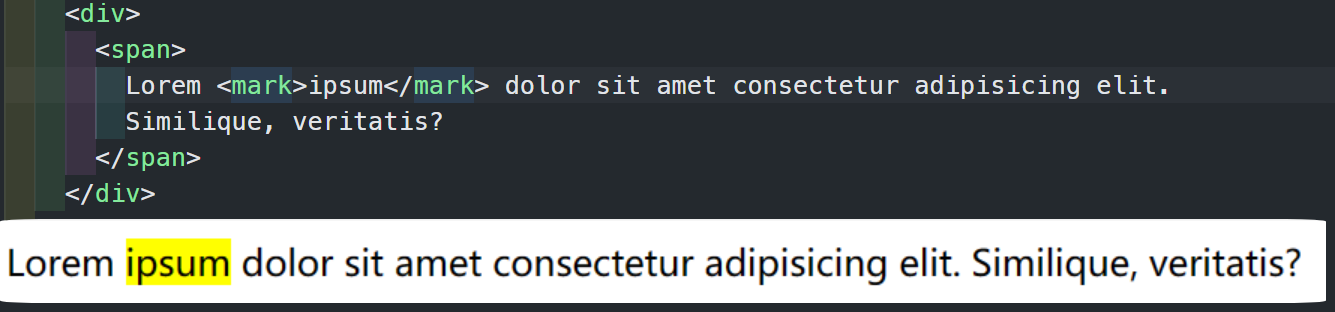 <div>
<span>
Lorem <mark>ipsum</mark> dolor sit amet consectetur adipisicing elit.
Similique, veritatis?
</span>
</div>
Lorem ipsum dolor sit amet consectetur adipisicing elit. Similique, veritatis?